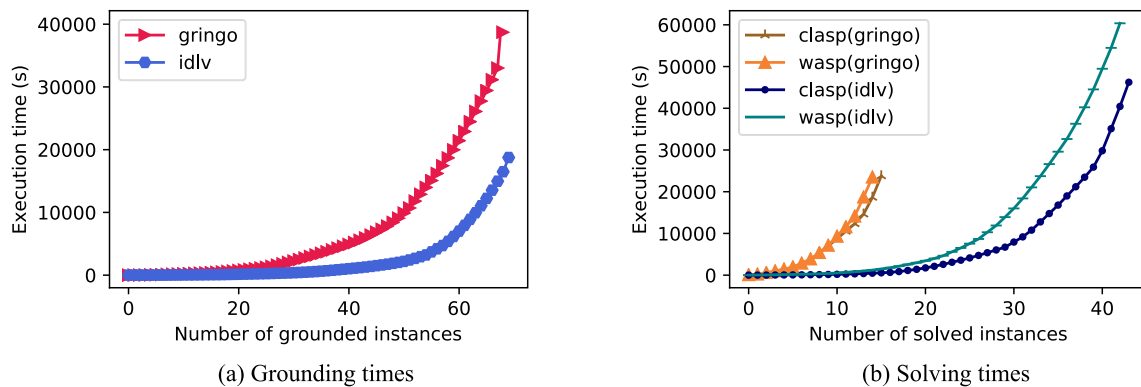 40000
30000
20000
10000
0
Execution time (s)
gringo
idlv
0 20 40 60
Number of grounded instances
(a) Grounding times
60000
50000
40000
30000
20000
10000
0
Execution time (s)
clasp(gringo)
wasp(gringo)
clasp(idlv)
wasp(idlv)
0 10 20 30 40
Number of solved instances
(b) Solving times